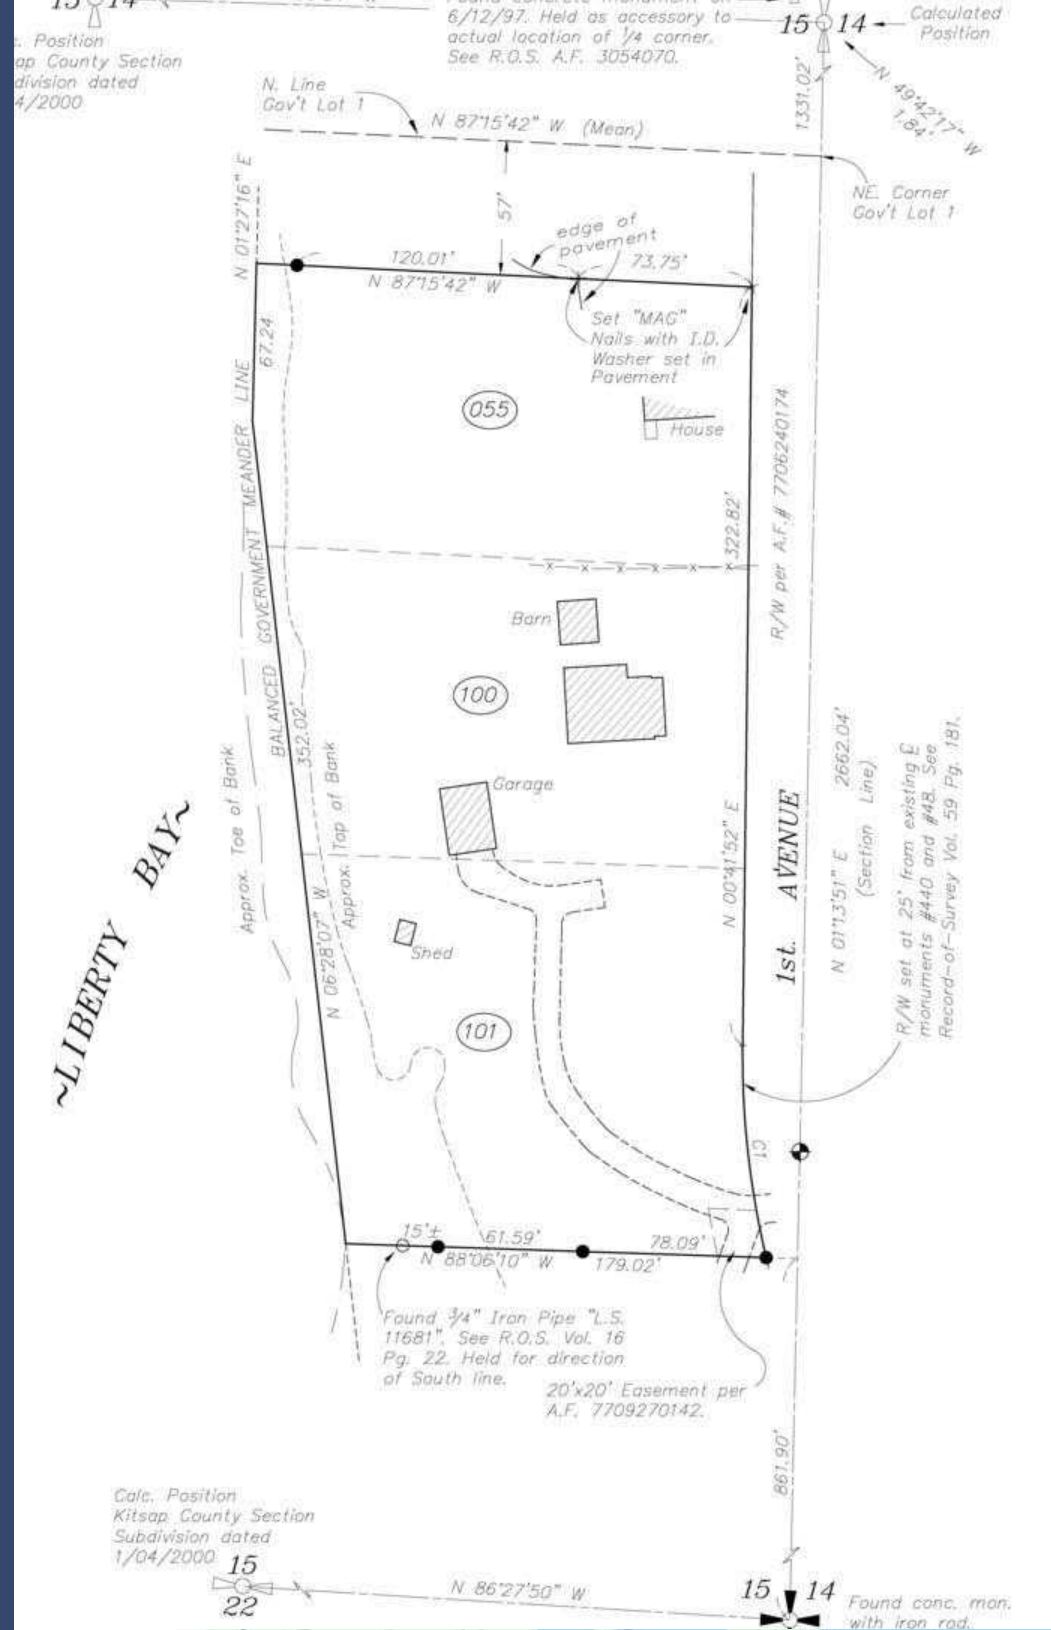 15 14
6/12/97. Held as accessory to
actual location of 1/4 corner.
See R.O.S. A.F. 3054070.
15 14
Calculated
Position
. Position
ap County Section
division dated
4/2000
N. Line
Gov't Lot 1
N 87°15'42" W (Mean)
1331.02'
N 49°42'17" W
1.84'
NE. Corner
Gov't Lot 1
N 01°27'16" E
57'
edge of
pavement
120.01'
N 87°15'42" W
73.75'
67.24
Set "MAG"
Nails with I.D.
Washer set in
Pavement
055
House
BALANCED GOVERNMENT MEANDER LINE
322.82'
R/W per A.F.# 7706240174
Barn
100
352.02'
Garage
Approx. Toe of Bank
Approx. Top of Bank
~LIBERTY BAY~
N 06°28'07" W
N 00°41'52" E
1st. AVENUE
N 01°13'51" E 2662.04'
(Section Line)
R/W set at 25' from existing ℄
monuments #440 and #48. See
Record-of-Survey Vol. 59 Pg. 181.
Shed
101
C1
15'±
61.59'
78.09'
N 88°06'10" W
179.02'
Found 3/4" Iron Pipe "L.S.
11681". See R.O.S. Vol. 16
Pg. 22. Held for direction
of South line.
20'x20' Easement per
A.F. 7709270142.
861.90'
Calc. Position
Kitsap County Section
Subdivision dated
1/04/2000
15
22
N 86°27'50" W
15 14
Found conc. mon.
with iron rod.